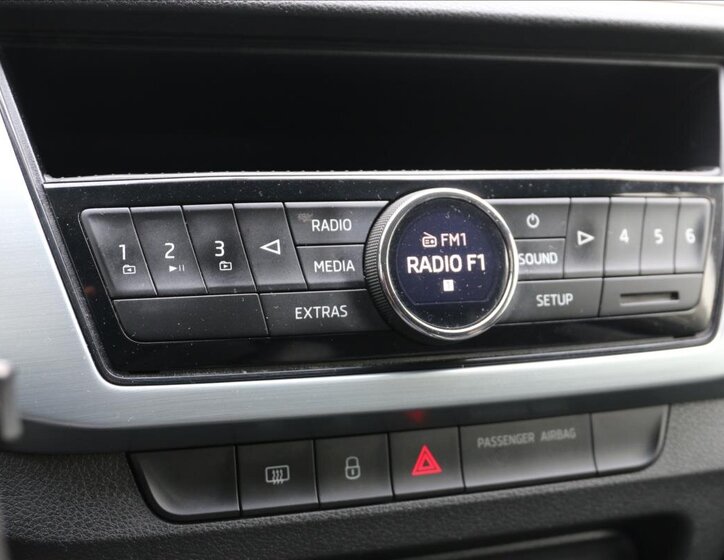 1 2 3
RADIO
MEDIA
EXTRAS
FM1
RADIO F1
SOUND
SETUP
4 5 6
PASSENGER AIRBAG